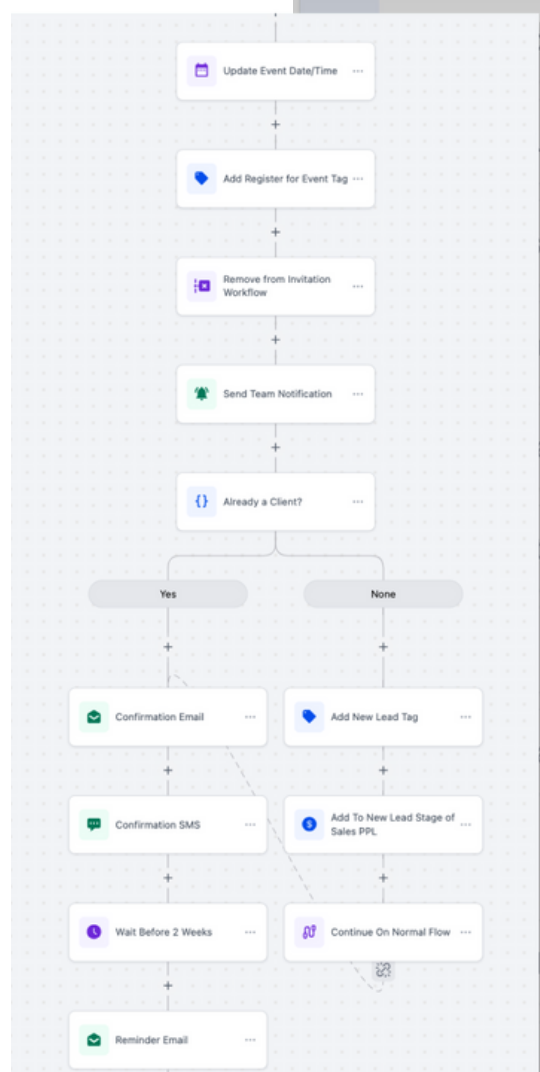 Update Event Date/Time
Add Register for Event Tag
Remove from Invitation
Workflow
Send Team Notification
Already a Client?
Yes
None
Confirmation Email
Add New Lead Tag
Confirmation SMS
Add To New Lead Stage of
Sales PPL
Wait Before 2 Weeks
Continue On Normal Flow
Reminder Email